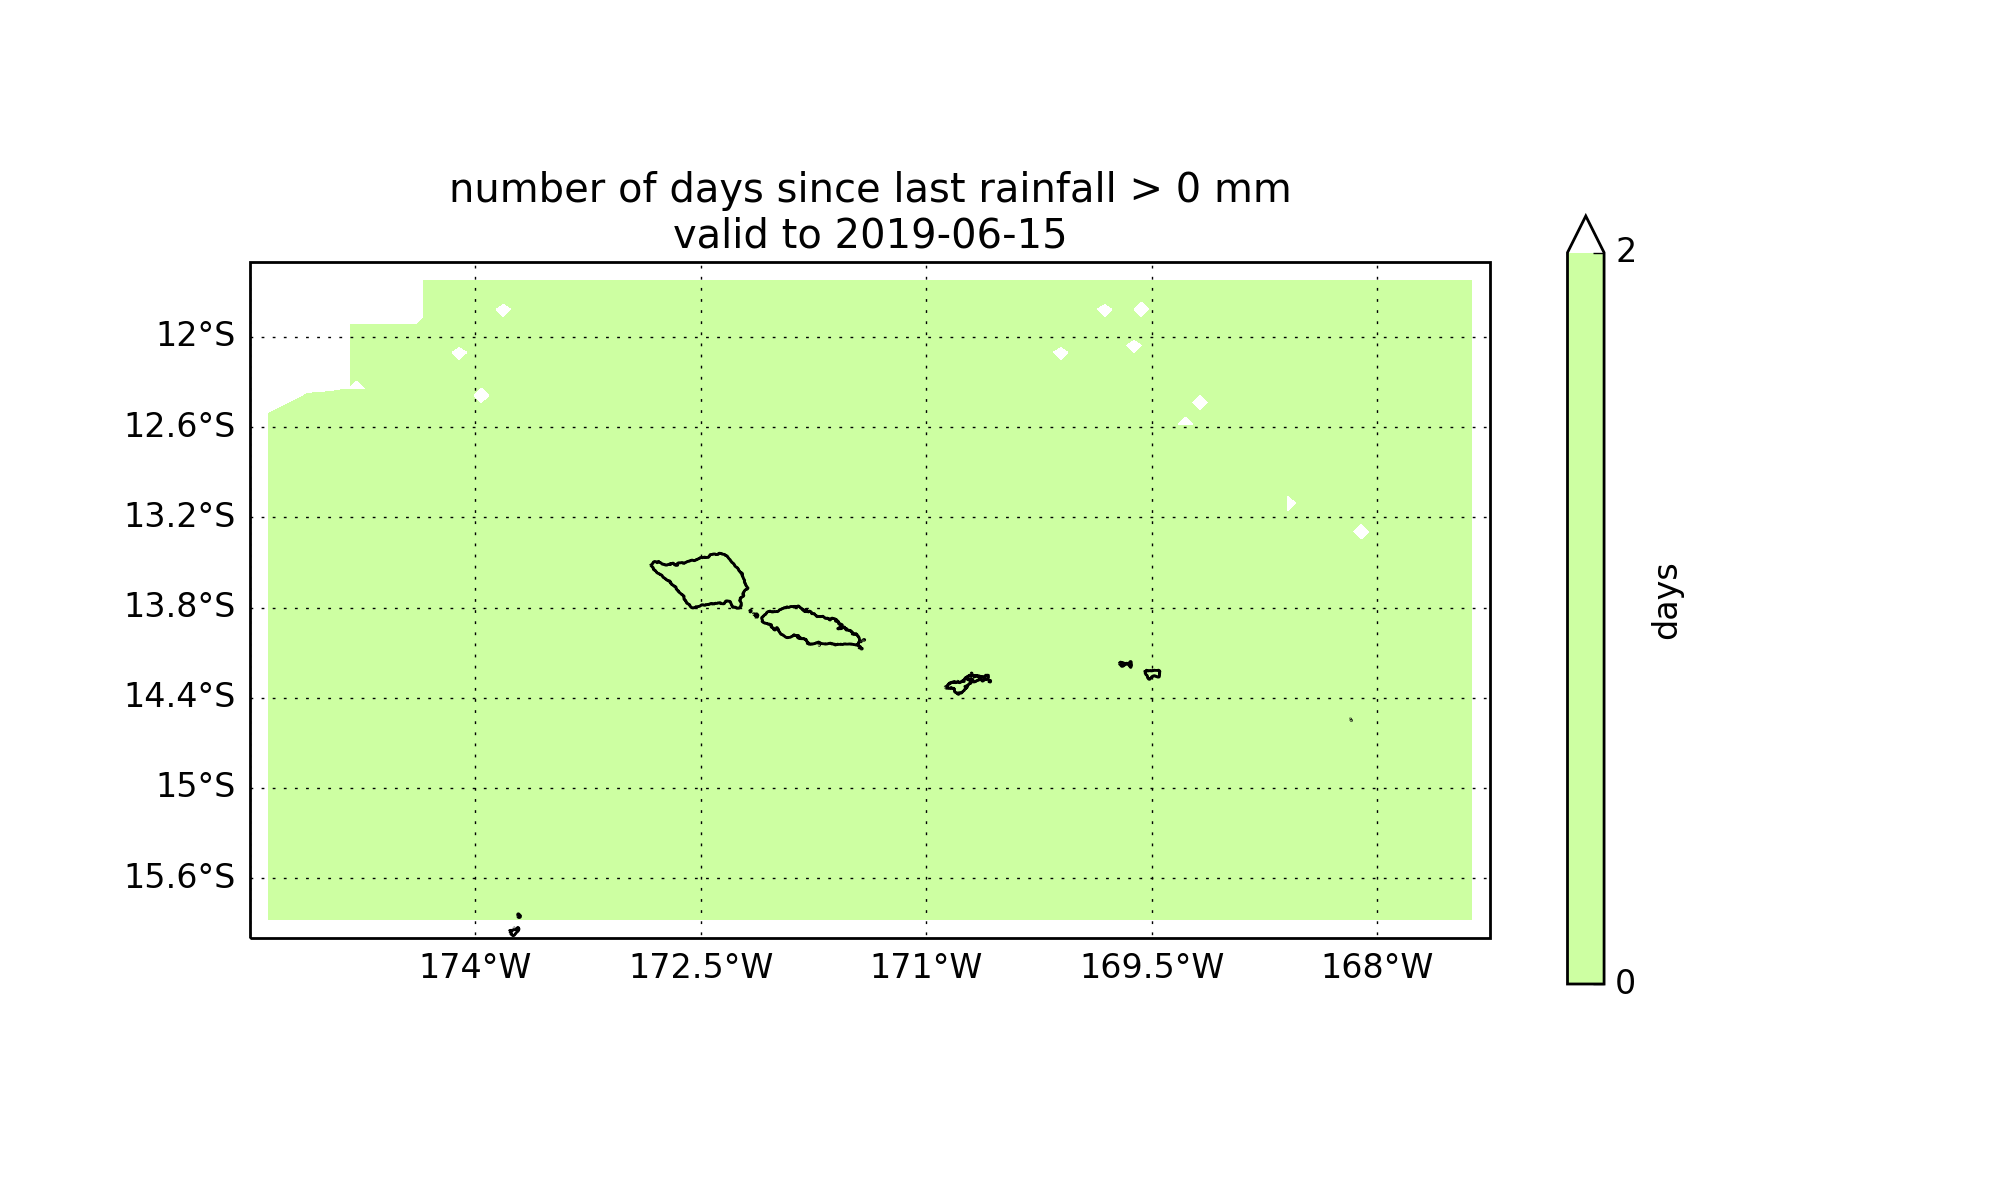 number of days since last rainfall > 0 mm
valid to 2019-06-15
2
12°S
12.6°S
13.2°S
13.8°S
days
14.4°S
15°S
15.6°S
174°W 172.5°W 171°W 169.5°W 168°W
0